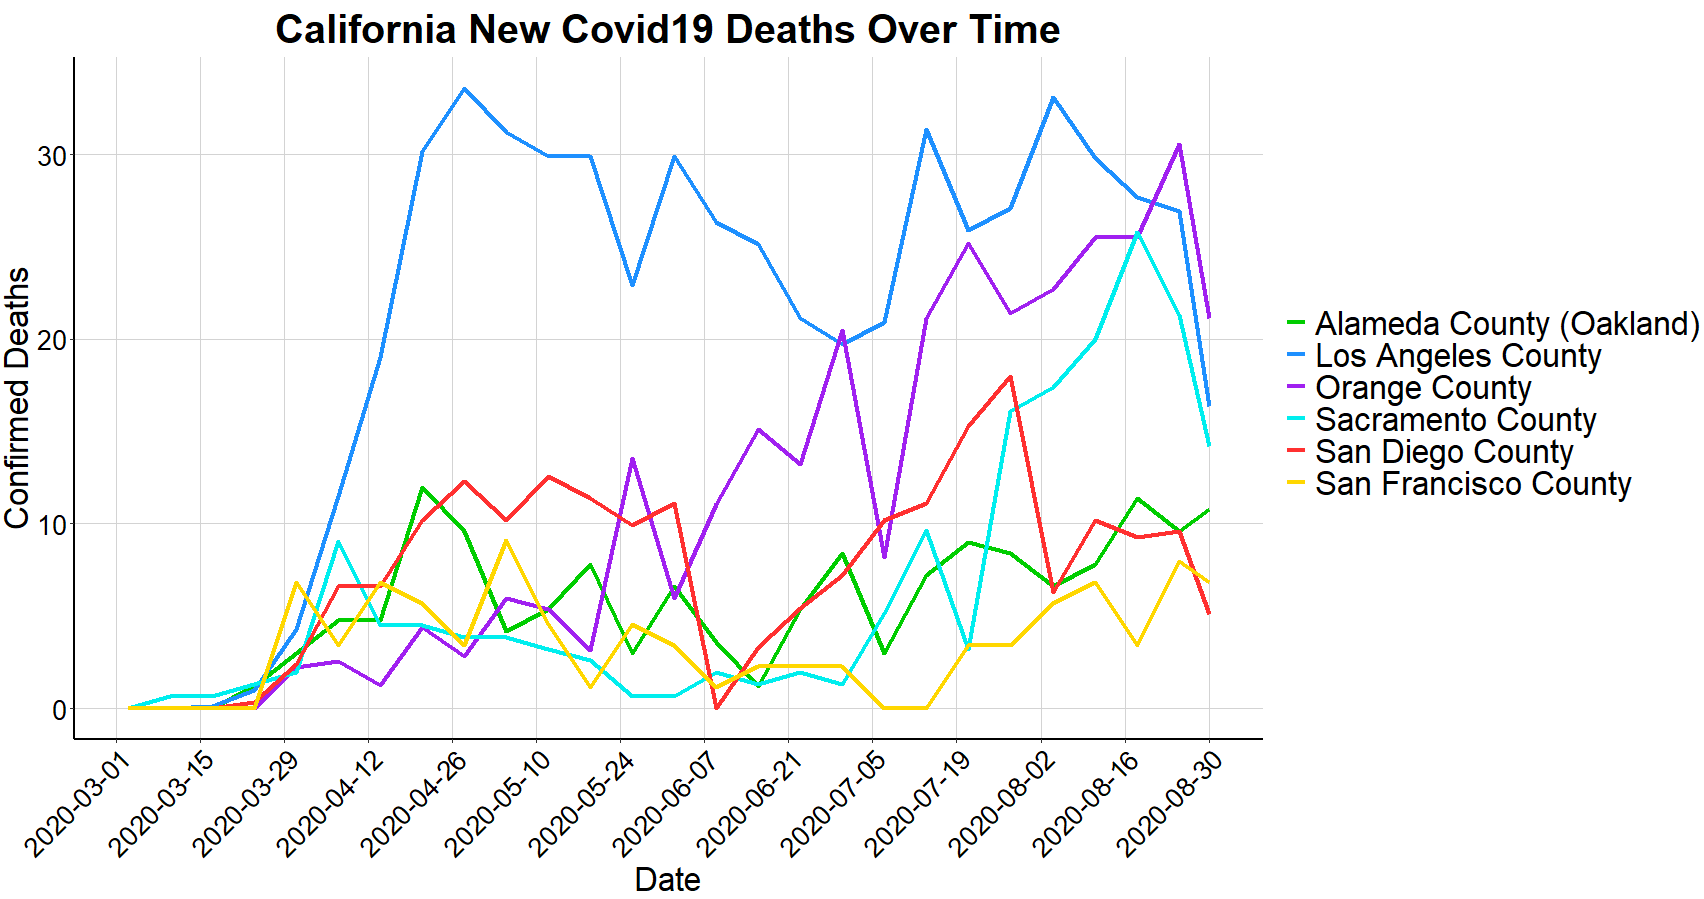 California New Covid19 Deaths Over Time
Confirmed Deaths
30
20
10
0
2020-03-01
2020-03-15
2020-03-29
2020-04-12
2020-04-26
2020-05-10
2020-05-24
2020-06-07
2020-06-21
2020-07-05
2020-07-19
2020-08-02
2020-08-16
2020-08-30
Date
Alameda County (Oakland)
Los Angeles County
Orange County
Sacramento County
San Diego County
San Francisco County